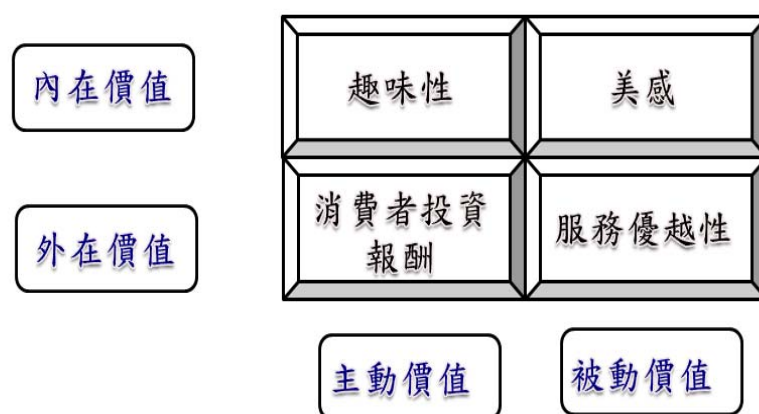 內在價值
趣味性
美感
外在價值
消費者投資
報酬
服務優越性
主動價值
被動價值